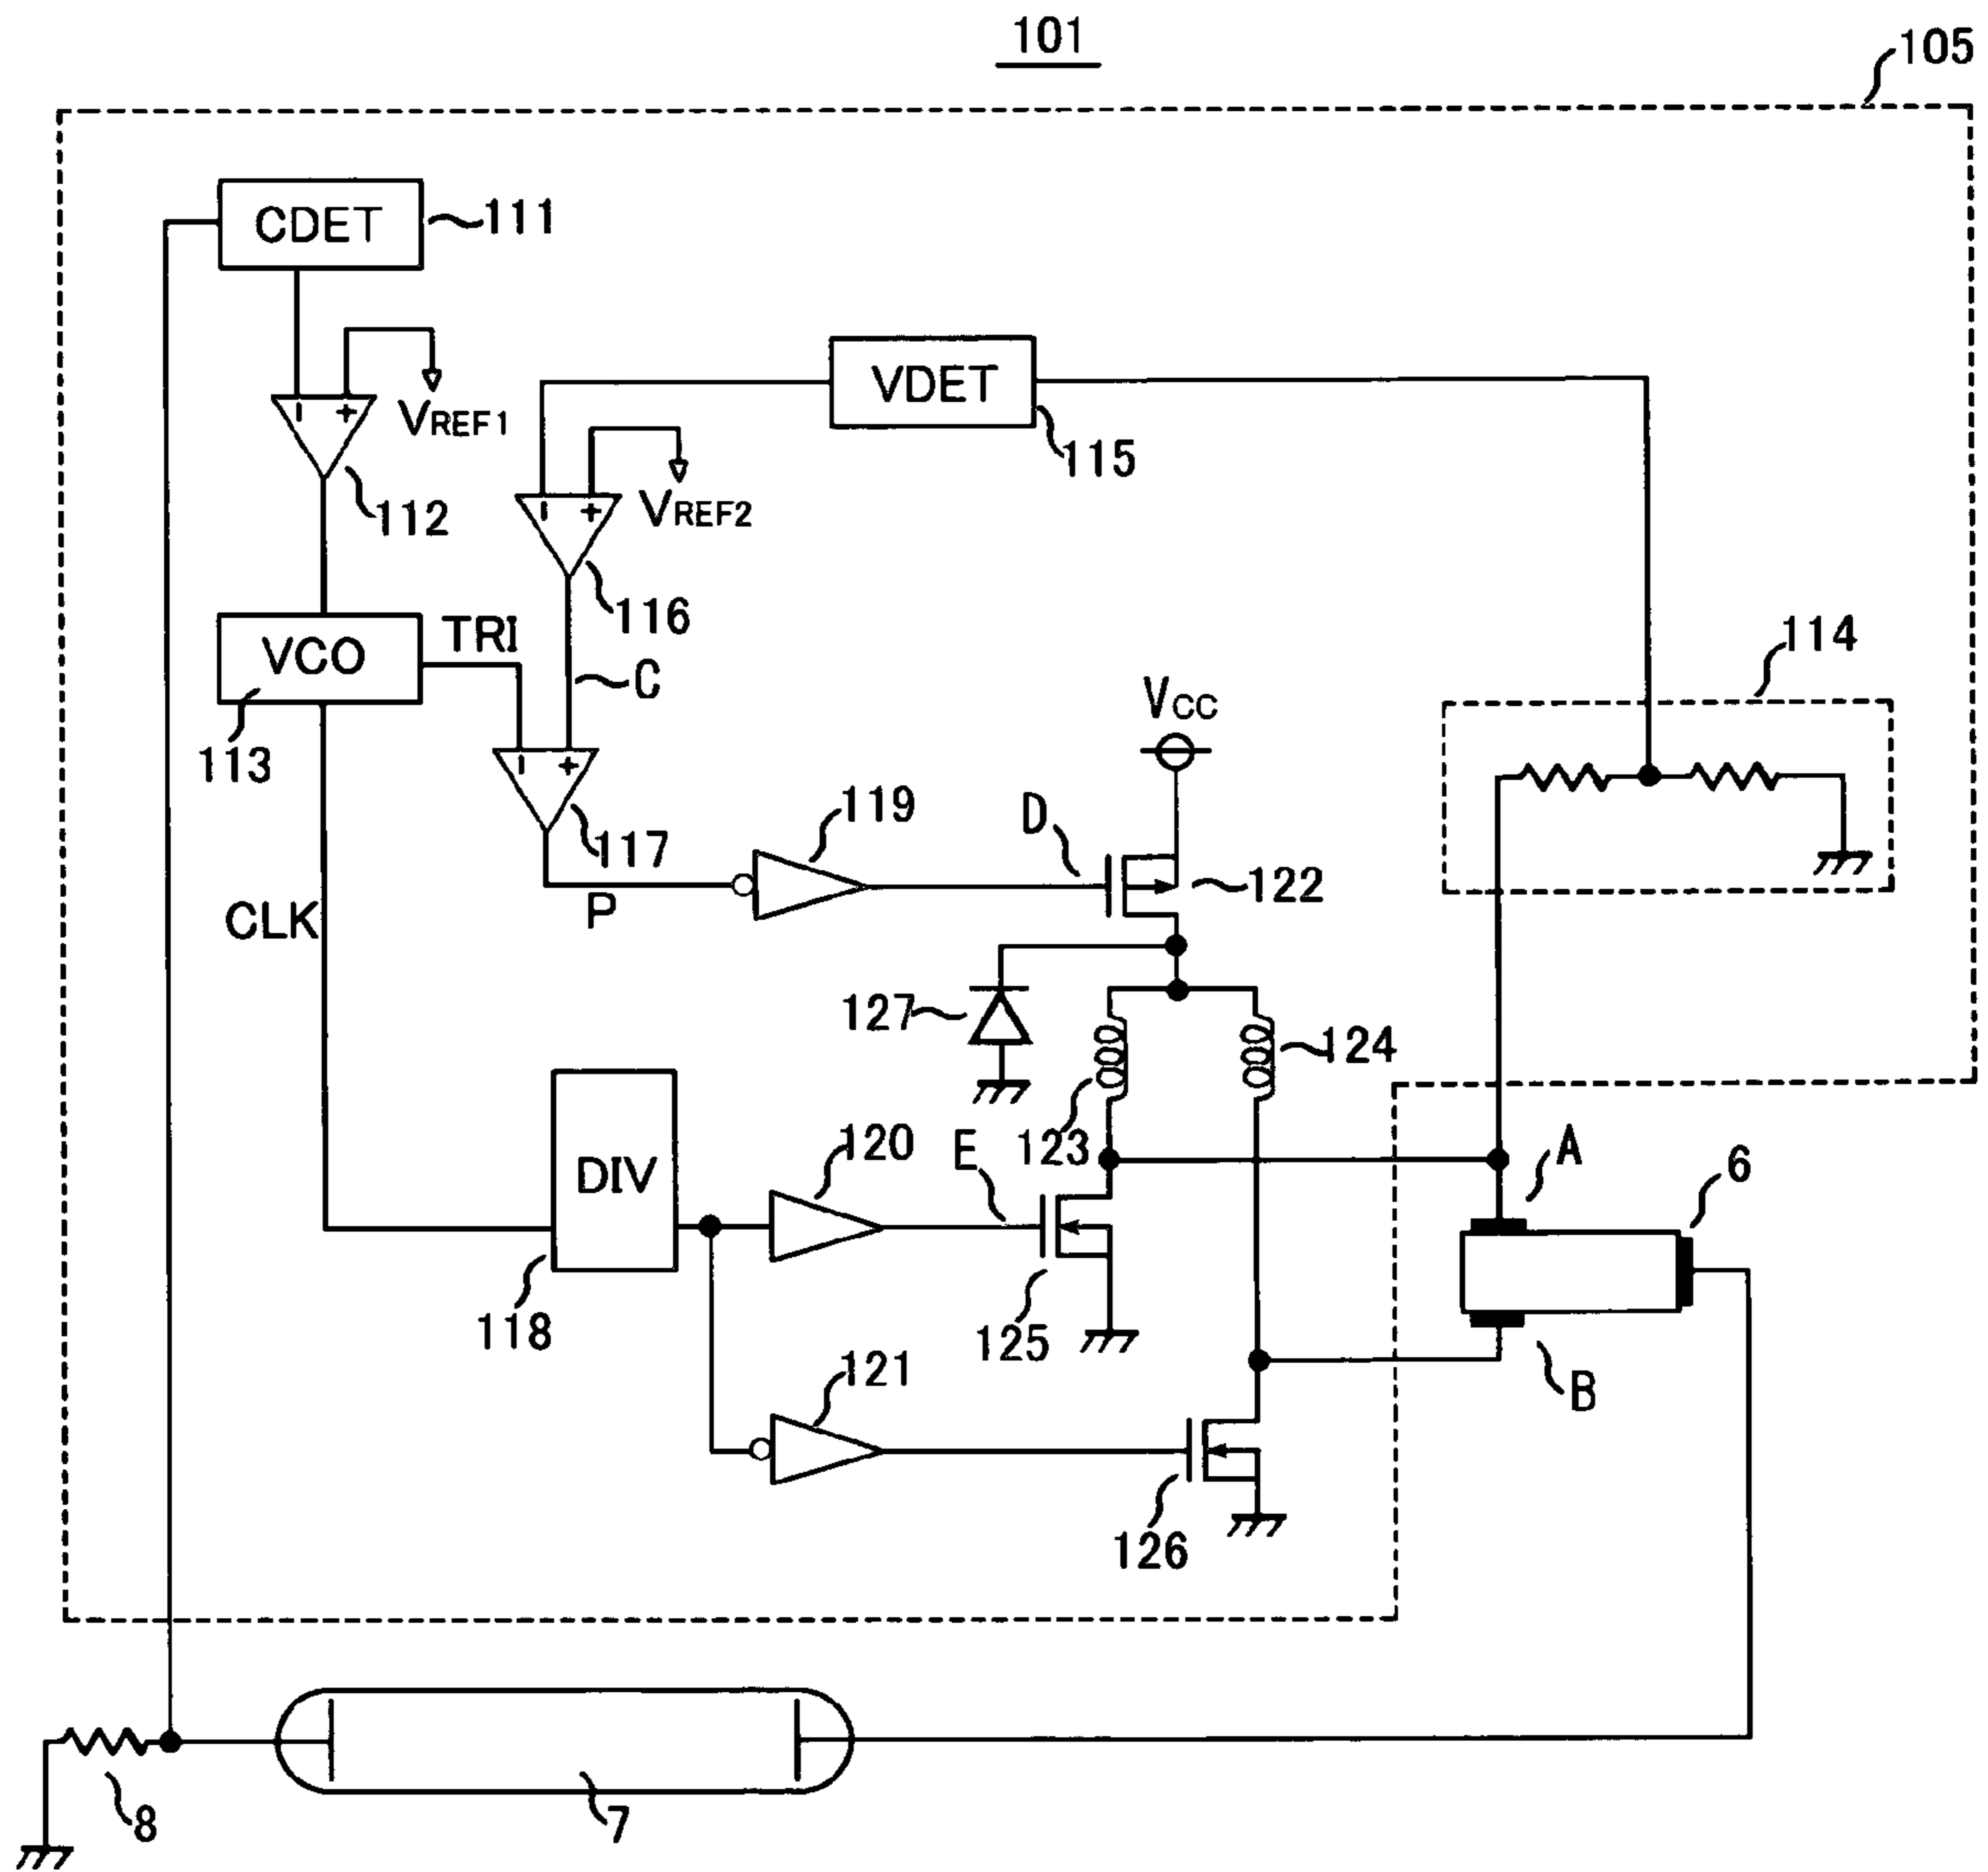 101
105
CDET
111
VREF1
112
VDET
115
VREF2
116
VCO
TRI
C
113
114
VCC
117
119
D
122
P
CLK
127
124
123
DIV
120
E
A
6
118
125
121
B
126
8
7
- +
- +
- +